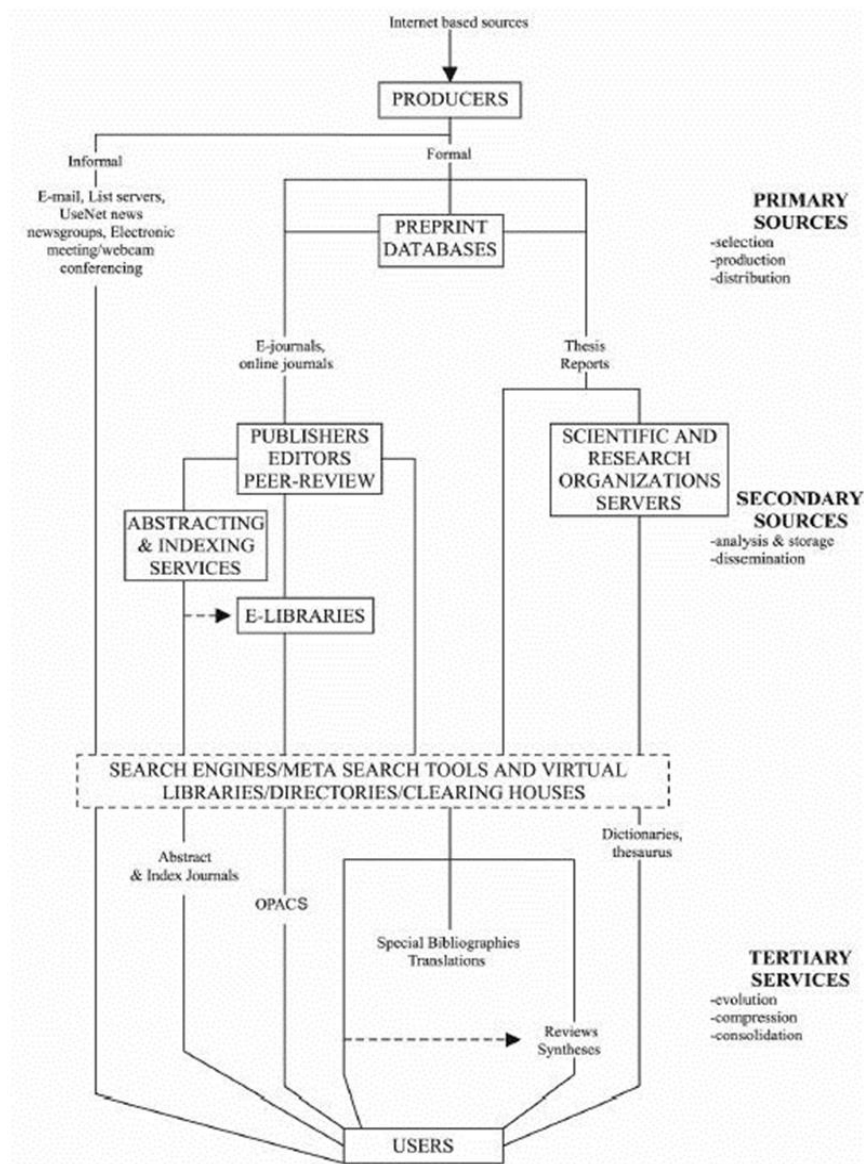 Internet based sources
PRODUCERS
Informal
Formal
E-mail, List servers,
UseNet news
newsgroups, Electronic
meeting/webcam
conferencing
PREPRINT
DATABASES
PRIMARY
SOURCES
-selection
-production
-distribution
E-journals,
online journals
Thesis
Reports
PUBLISHERS
EDITORS
PEER-REVIEW
SCIENTIFIC AND
RESEARCH
ORGANIZATIONS
SERVERS
ABSTRACTING
& INDEXING
SERVICES
SECONDARY
SOURCES
-analysis & storage
-dissemination
E-LIBRARIES
SEARCH ENGINES/META SEARCH TOOLS AND VIRTUAL
LIBRARIES/DIRECTORIES/CLEARING HOUSES
Abstract
& Index Journals
OPACS
Dictionaries,
thesaurus
Special Bibliographies
Translations
TERTIARY
SERVICES
-evolution
-compression
-consolidation
Reviews
Syntheses
USERS